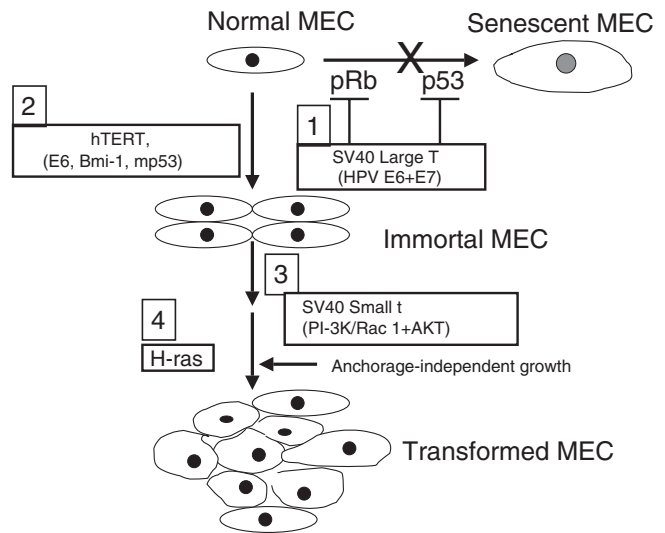 Normal MEC
Senescent MEC
X
pRb
p53
2
hTERT,
(E6, Bmi-1, mp53)
1
SV40 Large T
(HPV E6+E7)
Immortal MEC
3
SV40 Small t
(PI-3K/Rac 1+AKT)
4
H-ras
Anchorage-independent growth
Transformed MEC